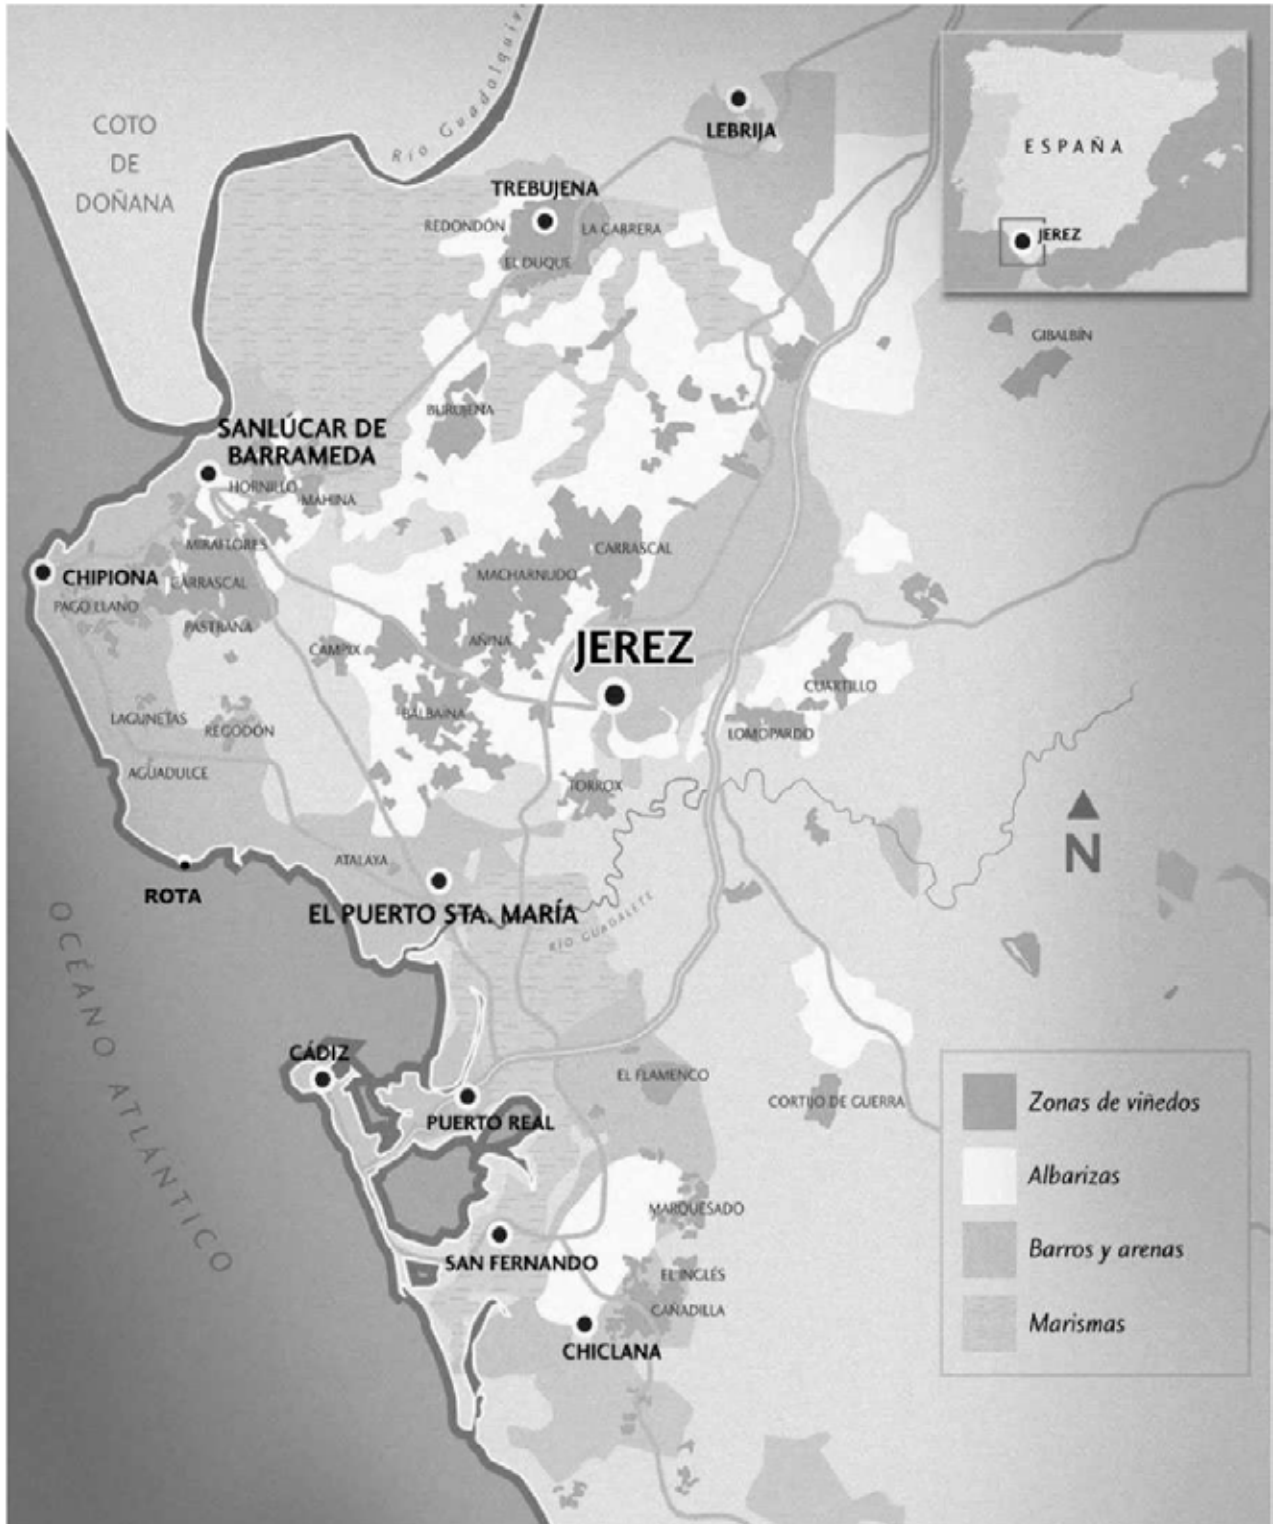 Río Guadalquivir
COTO
DE
DOÑANA
LEBRIJA
ESPAÑA
JEREZ
TREBUJENA
REDONDÓN
LA CABRERA
EL DUQUE
GIBALBÍN
BURUJENA
SANLÚCAR DE
BARRAMEDA
HORNILLO
MAHINA
MIRAFLORES
CARRASCAL
CHIPIONA
CARRASCAL
MACHARNUDO
PAGO LLANO
PASTRANA
CAMPIX
AÑINA
JEREZ
CUARTILLO
LAGUNETAS
REGODÓN
BALBAINA
LOMOPARDO
AGUADULCE
TORROX
N
ATALAYA
ROTA
EL PUERTO STA. MARÍA
RÍO GUADALETE
OCÉANO ATLÁNTICO
CÁDIZ
EL FLAMENCO
CORTIJO DE GUERRA
PUERTO REAL
MARQUESADO
SAN FERNANDO
EL INGLÉS
CAÑADILLA
CHICLANA
Zonas de viñedos
Albarizas
Barros y arenas
Marismas